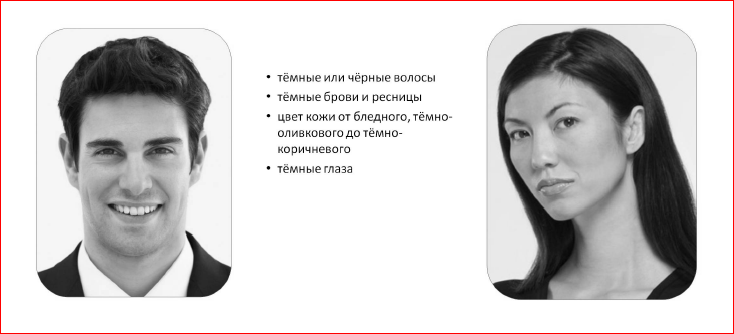 • тёмные или чёрные волосы
• тёмные брови и ресницы
• цвет кожи от бледного, тёмно-
оливкового до тёмно-
коричневого
• тёмные глаза